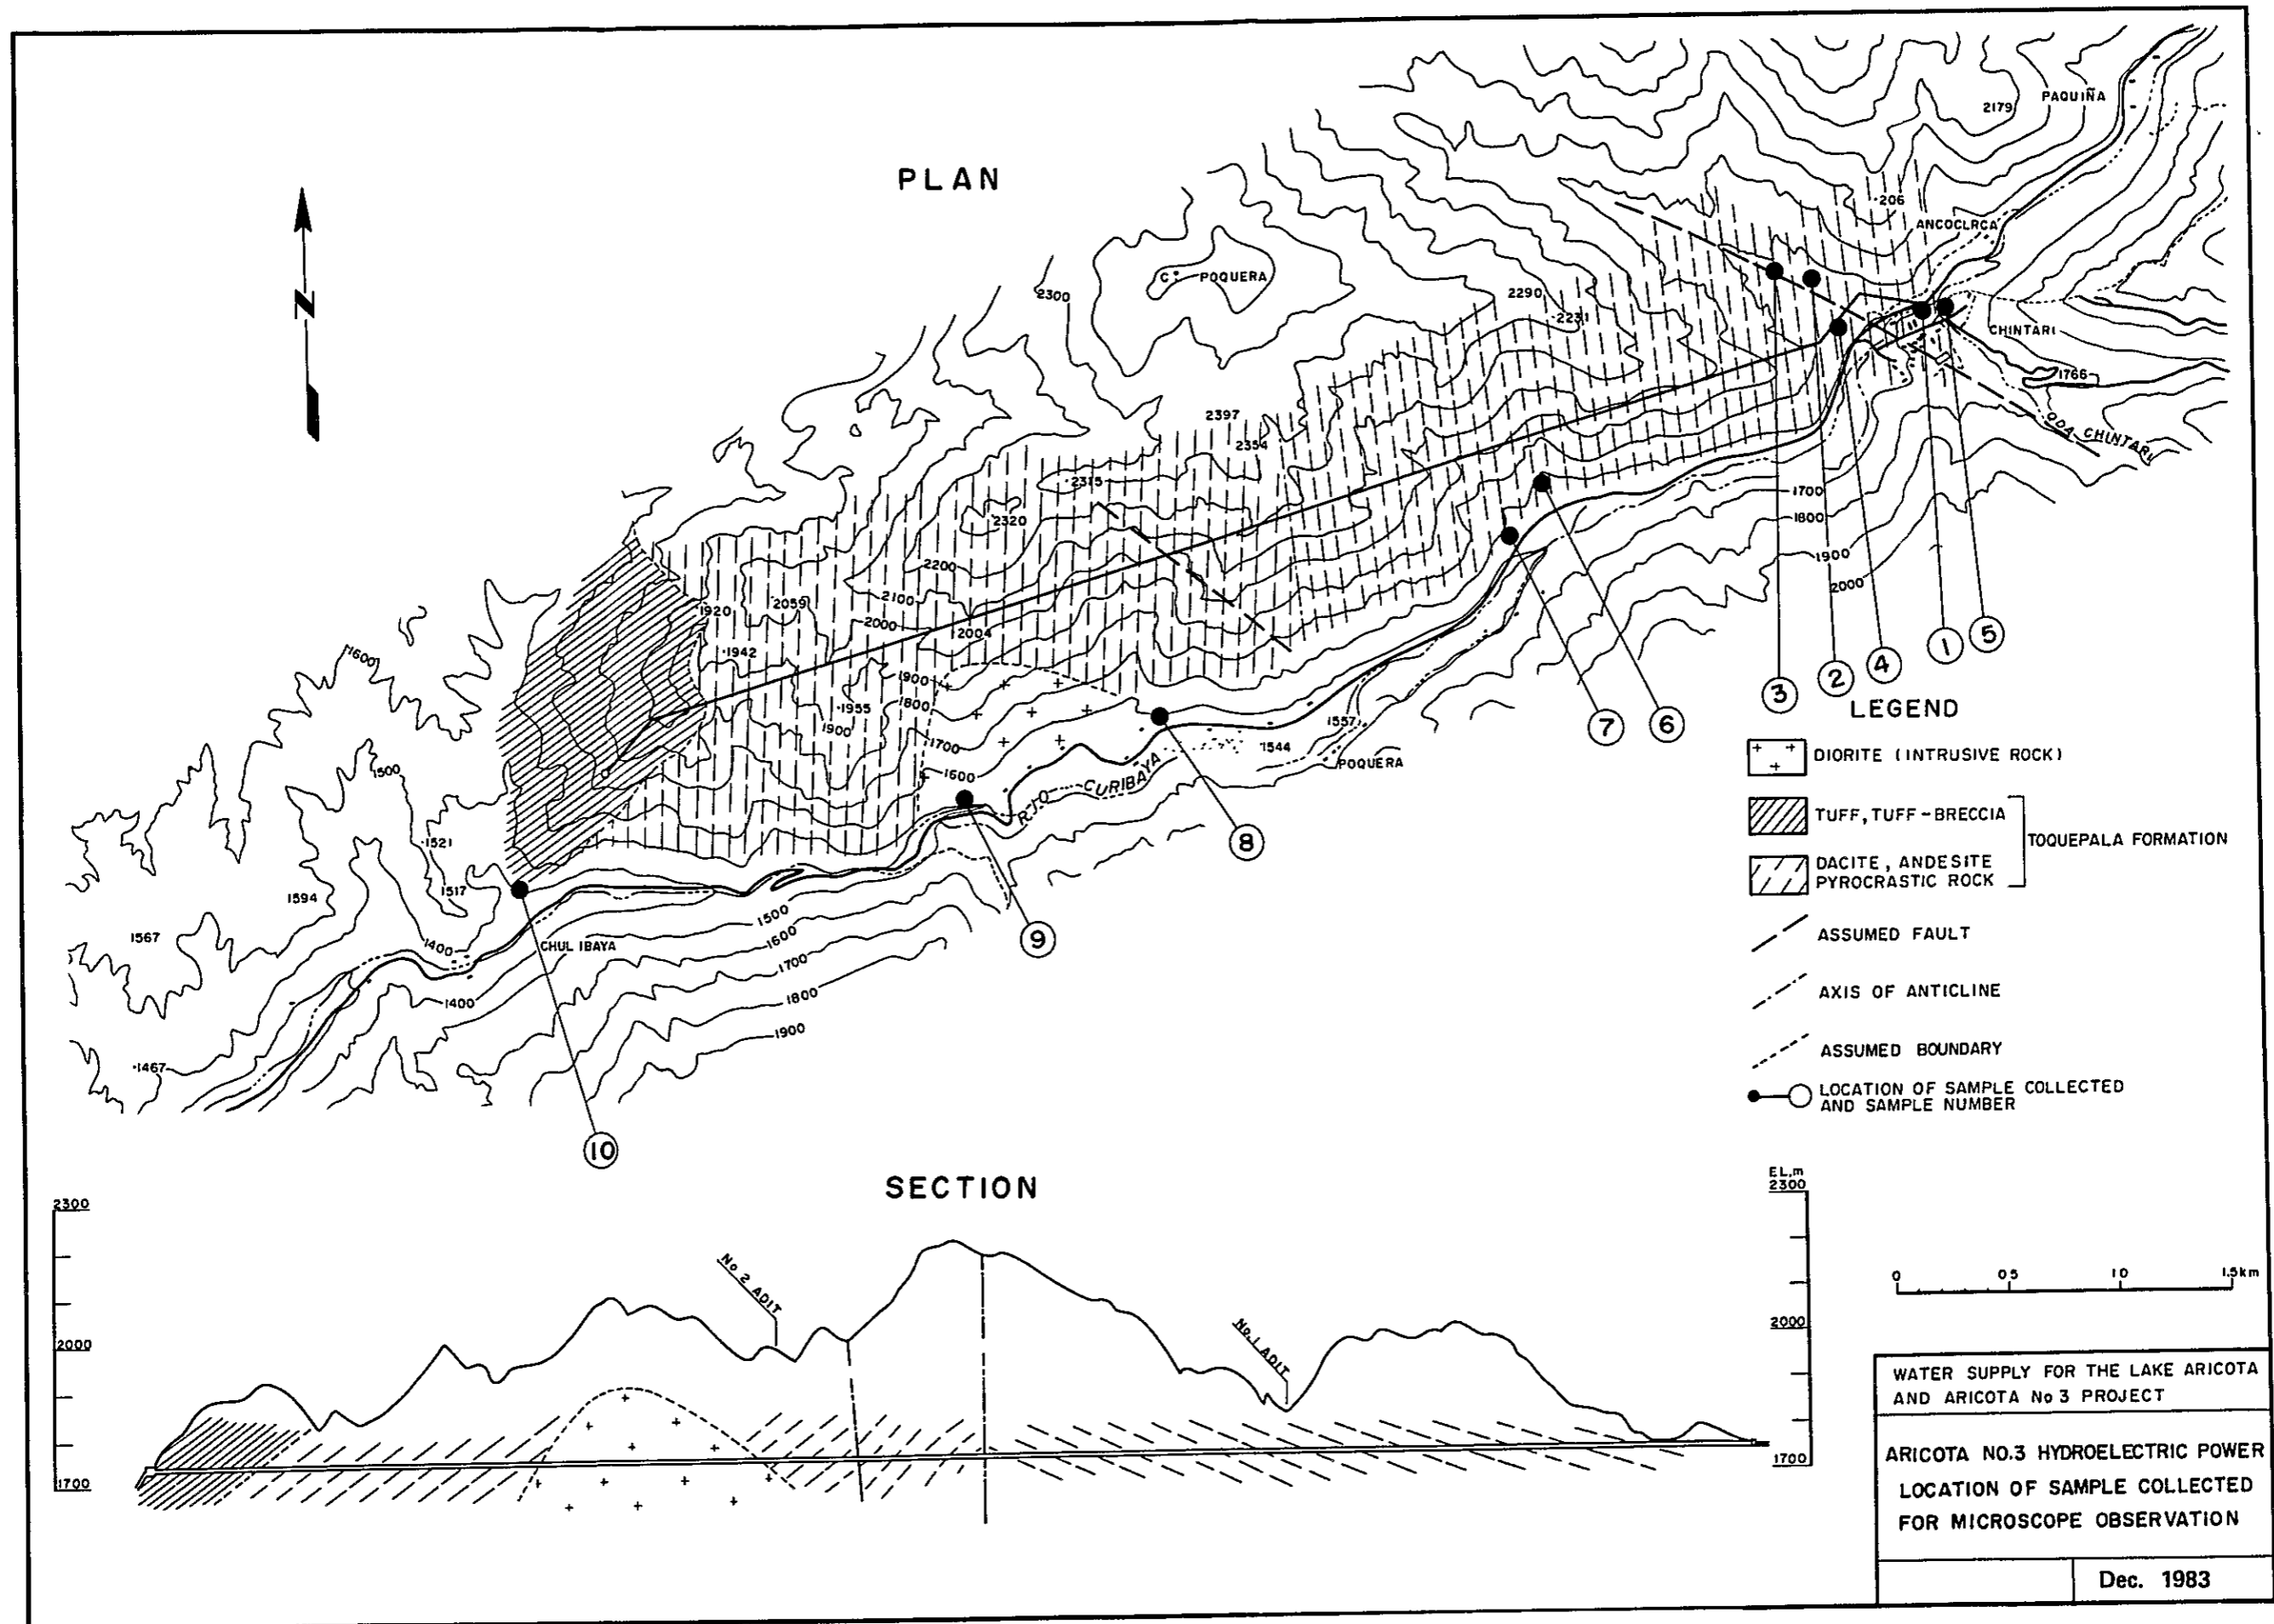 PLAN
N
2179
PAQUIÑA
206
ANCOCLRCA
C. POQUERA
2300
2290
2231
CHINTARI
1766
QDA CHINTARI
2397
2354
2315
2320
2200
2100
2059
1920
2000
2004
1942
1900
1800
1955
1900
1700
1600
1700
1800
1900
2000
1557
1544
POQUERA
RIO CURIBAYA
1600
1500
1521
1517
1594
1567
1400
CHUL IBAYA
1400
1467
1500
1600
1700
1800
1900
3
2
4
1
5
7
6
8
9
10
LEGEND
DIORITE (INTRUSIVE ROCK)
TUFF, TUFF-BRECCIA
DACITE, ANDESITE
PYROCRASTIC ROCK
TOQUEPALA FORMATION
ASSUMED FAULT
AXIS OF ANTICLINE
ASSUMED BOUNDARY
LOCATION OF SAMPLE COLLECTED
AND SAMPLE NUMBER
SECTION
2300
2000
1700
No 2 ADIT
No. 1 ADIT
EL,m
2300
2000
1700
0 05 10 1.5km
WATER SUPPLY FOR THE LAKE ARICOTA
AND ARICOTA No 3 PROJECT
ARICOTA NO.3 HYDROELECTRIC POWER
LOCATION OF SAMPLE COLLECTED
FOR MICROSCOPE OBSERVATION
Dec. 1983